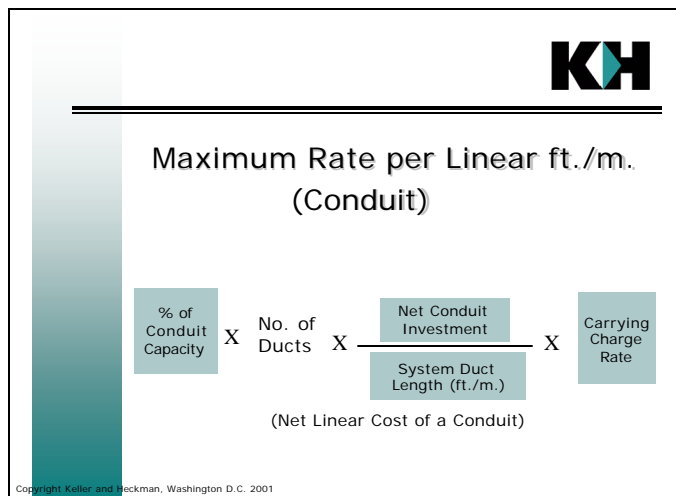 KH
Maximum Rate per Linear ft./m.
(Conduit)
% of
Conduit
Capacity
X
No. of
Ducts
X
Net Conduit
Investment
System Duct
Length (ft./m.)
X
Carrying
Charge
Rate
(Net Linear Cost of a Conduit)
Copyright Keller and Heckman, Washington D.C. 2001